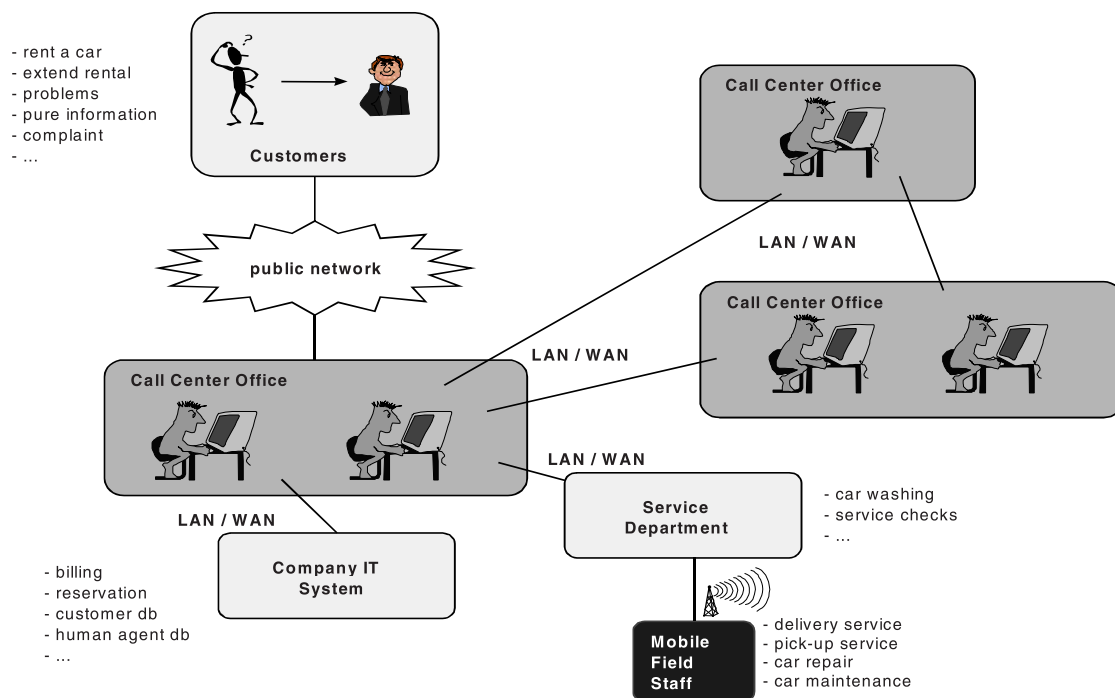 - rent a car
- extend rental
- problems
- pure information
- complaint
- ...
?
Customers
public network
Call Center Office
LAN / WAN
Call Center Office
LAN / WAN
Call Center Office
LAN / WAN
Service
Department
- car washing
- service checks
- ...
LAN / WAN
Company IT
System
- billing
- reservation
- customer db
- human agent db
- ...
Mobile
Field
Staff
- delivery service
- pick-up service
- car repair
- car maintenance